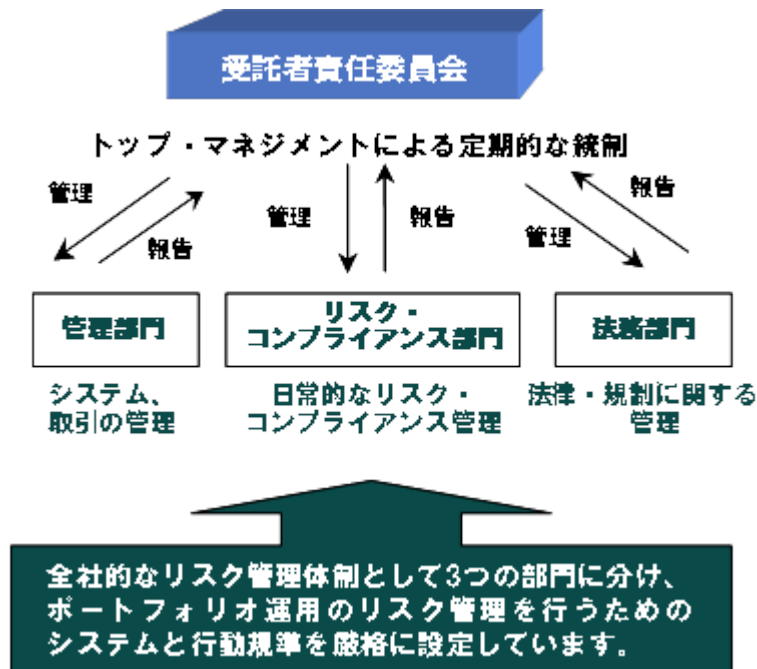 受託者責任委員会
トップ・マネジメントによる定期的な統制
管理
報告
管理
報告
管理
報告
管理部門
リスク・
コンプライアンス部門
法務部門
システム、
取引の管理
日常的なリスク・
コンプライアンス管理
法律・規制に関する
管理
全社的なリスク管理体制として3つの部門に分け、
ポートフォリオ運用のリスク管理を行うための
システムと行動規準を厳格に設定しています。